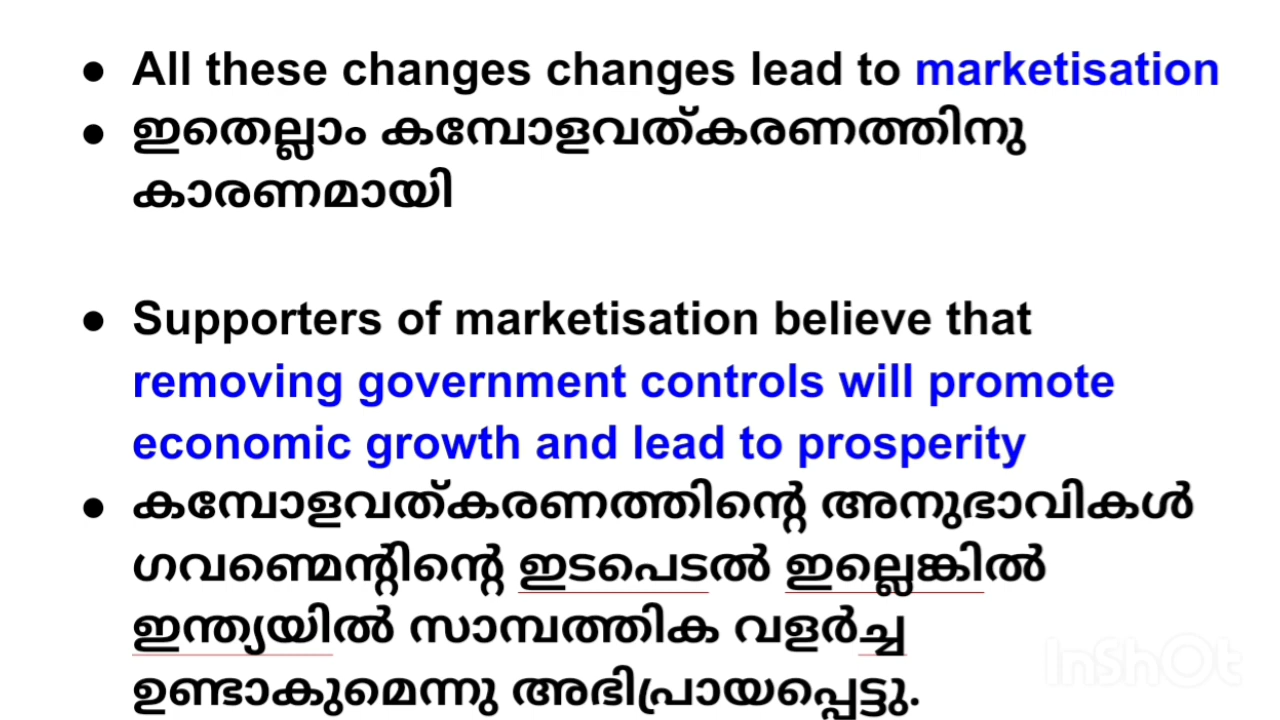 ● All these changes changes lead to marketisation
● ഇതെല്ലാം കമ്പോളവത്കരണത്തിനു
കാരണമായി
● Supporters of marketisation believe that
removing government controls will promote
economic growth and lead to prosperity
● കമ്പോളവത്കരണത്തിന്റെ അനുഭാവികൾ
ഗവണ്മെന്റിന്റെ ഇടപെടൽ ഇല്ലെങ്കിൽ
ഇന്ത്യയിൽ സാമ്പത്തിക വളർച്ച
ഉണ്ടാകുമെന്നു അഭിപ്രായപ്പെട്ടു.
InShOt